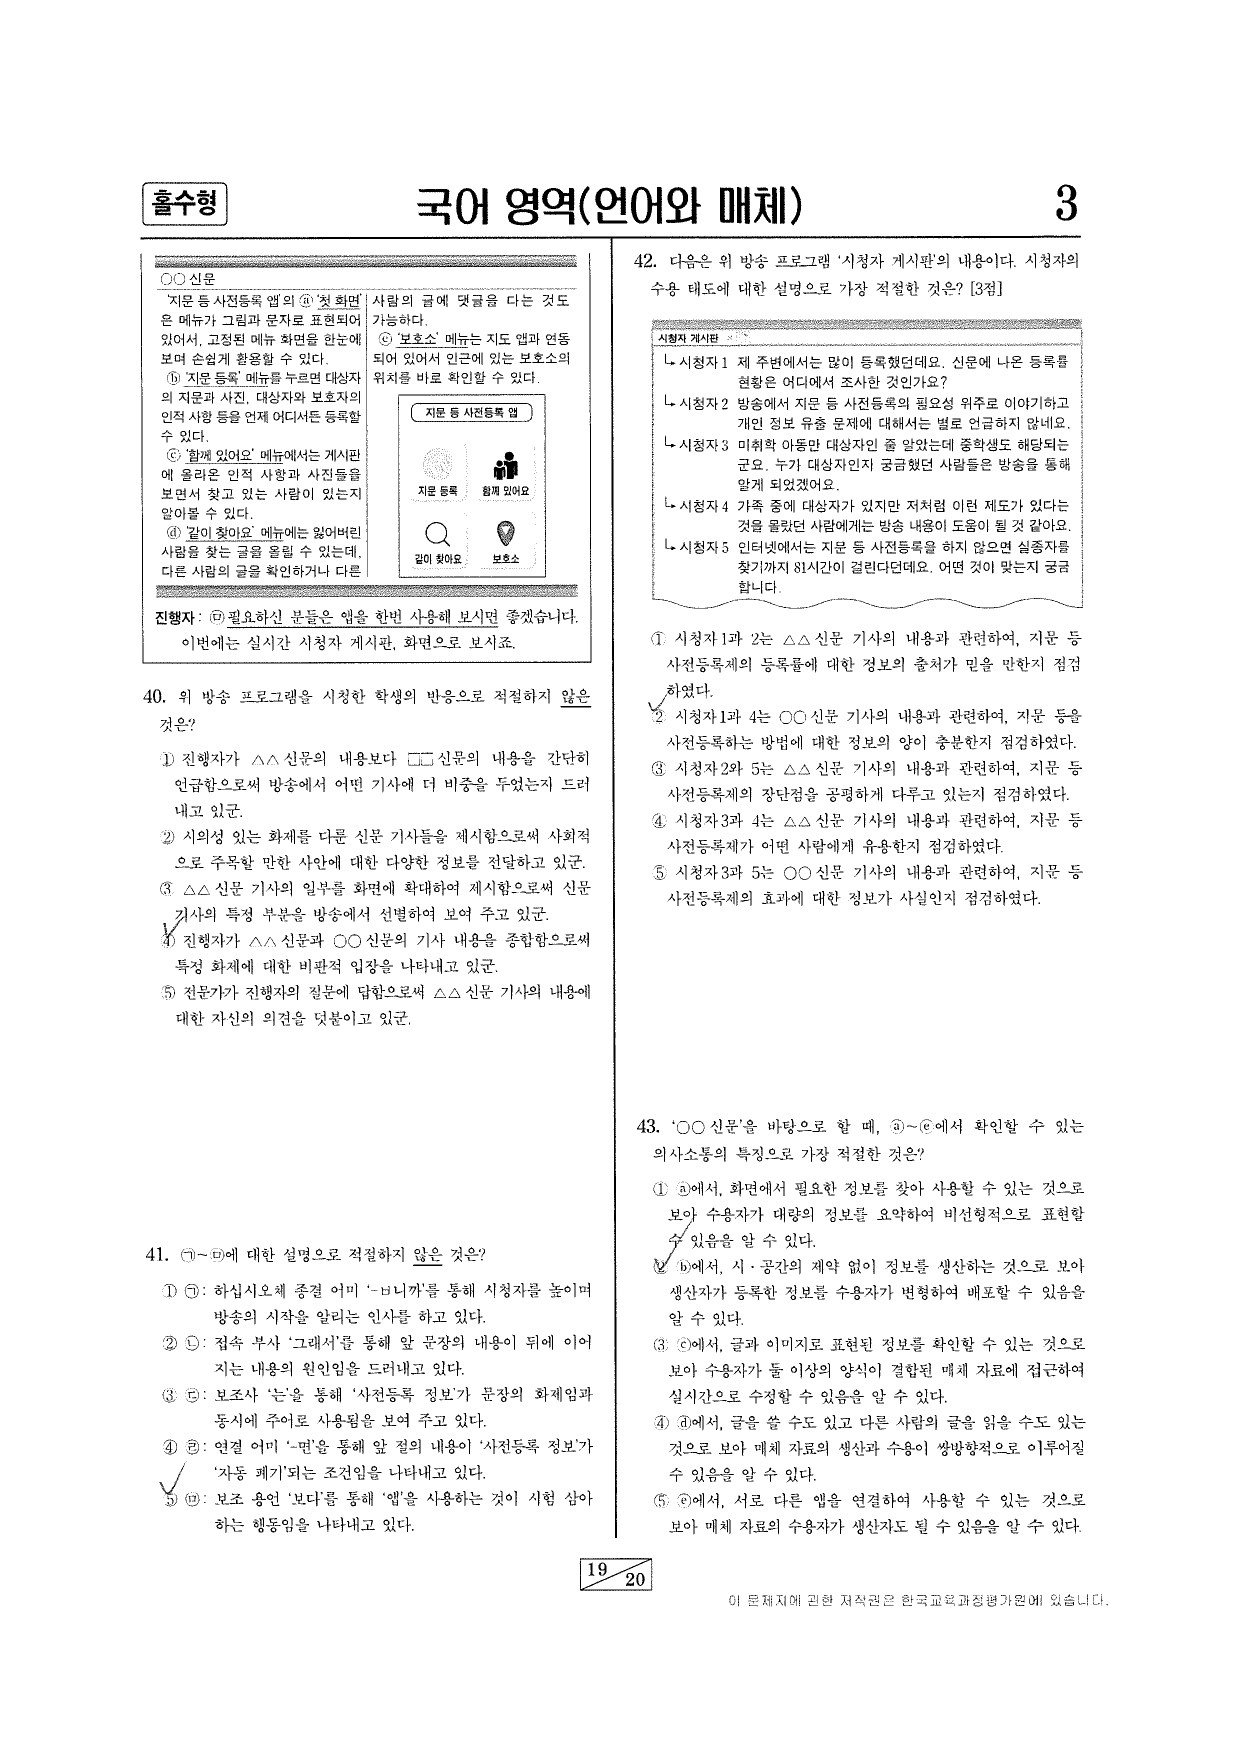 홀수형
국어 영역(언어와 매체)
3
○○ 신문
'지문 등 사전등록 앱'의 ⓐ '첫 화면'
은 메뉴가 그림과 문자로 표현되어
있어서, 고정된 메뉴 화면을 한눈에
보며 손쉽게 활용할 수 있다.
ⓑ '지문 등록' 메뉴를 누르면 대상자
의 지문과 사진, 대상자와 보호자의
인적 사항 등을 언제 어디서든 등록할
수 있다.
ⓒ '함께 있어요' 메뉴에서는 게시판
에 올라온 인적 사항과 사진들을
보면서 찾고 있는 사람이 있는지
알아볼 수 있다.
ⓓ '같이 찾아요' 메뉴에는 잃어버린
사람을 찾는 글을 올릴 수 있는데,
다른 사람의 글을 확인하거나 다른
사람의 글에 댓글을 다는 것도
가능하다.
ⓔ '보호소' 메뉴는 지도 앱과 연동
되어 있어서 인근에 있는 보호소의
위치를 바로 확인할 수 있다.
지문 등 사전등록 앱
지문 등록
함께 있어요
같이 찾아요
보호소
진행자: ㉤ 필요하신 분들은 앱을 한번 사용해 보시면 좋겠습니다.
이번에는 실시간 시청자 게시판, 화면으로 보시죠.
40. 위 방송 프로그램을 시청한 학생의 반응으로 적절하지 않은
것은?
① 진행자가 △△신문의 내용보다 □□신문의 내용을 간단히
언급함으로써 방송에서 어떤 기사에 더 비중을 두었는지 드러
내고 있군.
② 시의성 있는 화제를 다룬 신문 기사들을 제시함으로써 사회적
으로 주목할 만한 사안에 대한 다양한 정보를 전달하고 있군.
③ △△신문 기사의 일부를 화면에 확대하여 제시함으로써 신문
기사의 특정 부분을 방송에서 선별하여 보여 주고 있군.
④ 진행자가 △△신문과 ○○신문의 기사 내용을 종합함으로써
특정 화제에 대한 비판적 입장을 나타내고 있군.
⑤ 전문가가 진행자의 질문에 답함으로써 △△신문 기사의 내용에
대한 자신의 의견을 덧붙이고 있군.
41. ㉠~㉤에 대한 설명으로 적절하지 않은 것은?
① ㉠: 하십시오체 종결 어미 '-ㅂ니까'를 통해 시청자를 높이며
방송의 시작을 알리는 인사를 하고 있다.
② ㉡: 접속 부사 '그래서'를 통해 앞 문장의 내용이 뒤에 이어
지는 내용의 원인임을 드러내고 있다.
③ ㉢: 보조사 '는'을 통해 '사전등록 정보'가 문장의 화제임과
동시에 주어로 사용됨을 보여 주고 있다.
④ ㉣: 연결 어미 '-면'을 통해 앞 절의 내용이 '사전등록 정보'가
'자동 폐기'되는 조건임을 나타내고 있다.
⑤ ㉤: 보조 용언 '보다'를 통해 '앱'을 사용하는 것이 시험 삼아
하는 행동임을 나타내고 있다.
42. 다음은 위 방송 프로그램 '시청자 게시판'의 내용이다. 시청자의
수용 태도에 대한 설명으로 가장 적절한 것은? [3점]
시청자 게시판 ×
↳ 시청자 1 제 주변에서는 많이 등록했던데요. 신문에 나온 등록률
현황은 어디에서 조사한 것인가요?
↳ 시청자 2 방송에서 지문 등 사전등록의 필요성 위주로 이야기하고
개인 정보 유출 문제에 대해서는 별로 언급하지 않네요.
↳ 시청자 3 미취학 아동만 대상자인 줄 알았는데 중학생도 해당되는
군요. 누가 대상자인지 궁금했던 사람들은 방송을 통해
알게 되었겠어요.
↳ 시청자 4 가족 중에 대상자가 있지만 저처럼 이런 제도가 있다는
것을 몰랐던 사람에게는 방송 내용이 도움이 될 것 같아요.
↳ 시청자 5 인터넷에서는 지문 등 사전등록을 하지 않으면 실종자를
찾기까지 81시간이 걸린다던데요. 어떤 것이 맞는지 궁금
합니다.
① 시청자 1과 2는 △△신문 기사의 내용과 관련하여, 지문 등
사전등록제의 등록률에 대한 정보의 출처가 믿을 만한지 점검
하였다.
② 시청자 1과 4는 ○○신문 기사의 내용과 관련하여, 지문 등을
사전등록하는 방법에 대한 정보의 양이 충분한지 점검하였다.
③ 시청자 2와 5는 △△신문 기사의 내용과 관련하여, 지문 등
사전등록제의 장단점을 공평하게 다루고 있는지 점검하였다.
④ 시청자 3과 4는 △△신문 기사의 내용과 관련하여, 지문 등
사전등록제가 어떤 사람에게 유용한지 점검하였다.
⑤ 시청자 3과 5는 ○○신문 기사의 내용과 관련하여, 지문 등
사전등록제의 효과에 대한 정보가 사실인지 점검하였다.
43. '○○신문'을 바탕으로 할 때, ⓐ~ⓔ에서 확인할 수 있는
의사소통의 특징으로 가장 적절한 것은?
① ⓐ에서, 화면에서 필요한 정보를 찾아 사용할 수 있는 것으로
보아 수용자가 대량의 정보를 요약하여 비선형적으로 표현할
수 있음을 알 수 있다.
② ⓑ에서, 시·공간의 제약 없이 정보를 생산하는 것으로 보아
생산자가 등록한 정보를 수용자가 변형하여 배포할 수 있음을
알 수 있다.
③ ⓒ에서, 글과 이미지로 표현된 정보를 확인할 수 있는 것으로
보아 수용자가 둘 이상의 양식이 결합된 매체 자료에 접근하여
실시간으로 수정할 수 있음을 알 수 있다.
④ ⓓ에서, 글을 쓸 수도 있고 다른 사람의 글을 읽을 수도 있는
것으로 보아 매체 자료의 생산과 수용이 쌍방향적으로 이루어질
수 있음을 알 수 있다.
⑤ ⓔ에서, 서로 다른 앱을 연결하여 사용할 수 있는 것으로
보아 매체 자료의 수용자가 생산자도 될 수 있음을 알 수 있다.
19
20
이 문제지에 관한 저작권은 한국교육과정평가원에 있습니다.